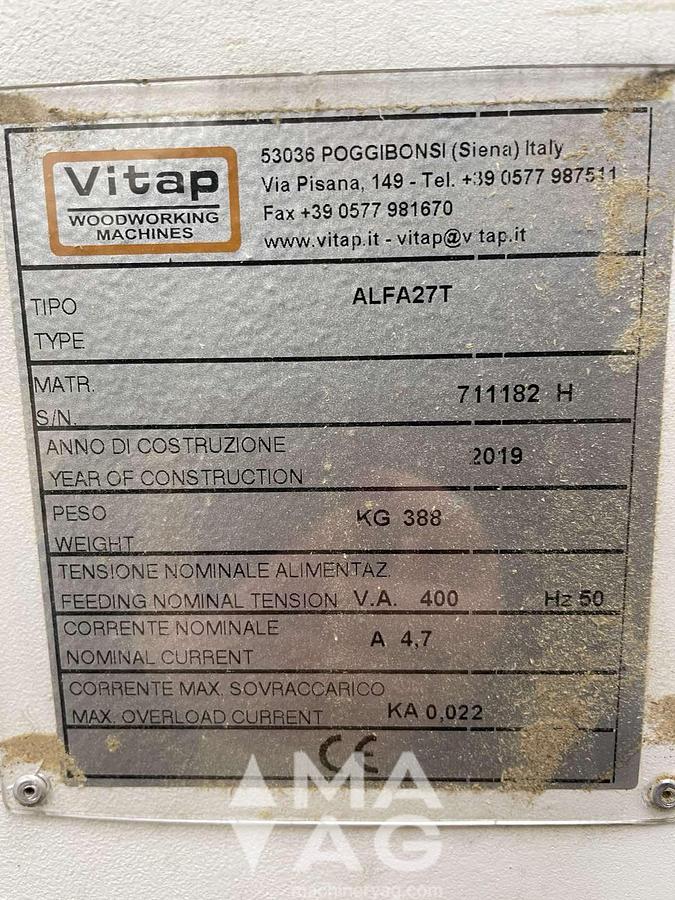 Vitap
WOODWORKING
MACHINES
53036 POGGIBONSI (Siena) Italy
Via Pisana, 149 - Tel. +39 0577 987511
Fax +39 0577 981670
www.vitap.it - vitap@vitap.it
TIPO
TYPE
ALFA27T
MATR.
S/N.
711182 H
ANNO DI COSTRUZIONE
YEAR OF CONSTRUCTION
2019
PESO
WEIGHT
KG 388
TENSIONE NOMINALE ALIMENTAZ.
FEEDING NOMINAL TENSION V.A. 400 Hz 50
CORRENTE NOMINALE
NOMINAL CURRENT
A 4,7
CORRENTE MAX. SOVRACCARICO
MAX. OVERLOAD CURRENT KA 0,022
CE
MA
AG
machineryag.com